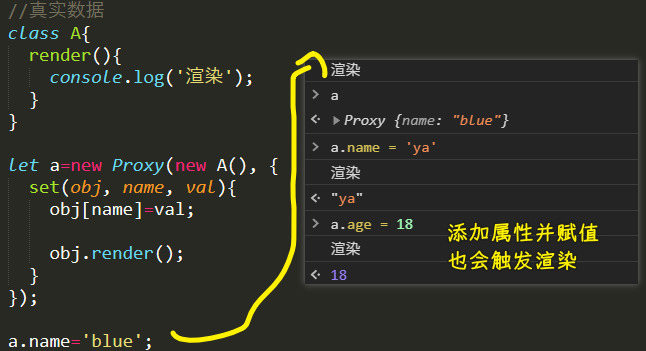 //真实数据
class A{
render(){
console.log('渲染');
}
}
let a=new Proxy(new A(), {
set(obj, name, val){
obj[name]=val;
obj.render();
}
});
a.name='blue';
渲染
> a
<· ▶Proxy {name: "blue"}
> a.name = 'ya'
渲染
<· "ya"
> a.age = 18
渲染
<· 18
添加属性并赋值
也会触发渲染